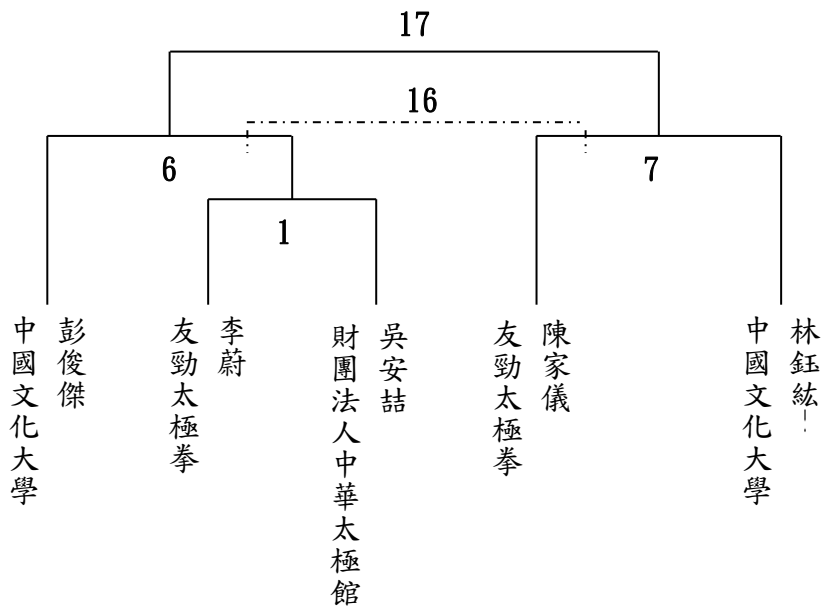 17
16
6
7
1
彭俊傑
中國文化大學
李蔚
友勁太極拳
吳安喆
財團法人中華太極館
陳家儀
友勁太極拳
林鈺紘
中國文化大學